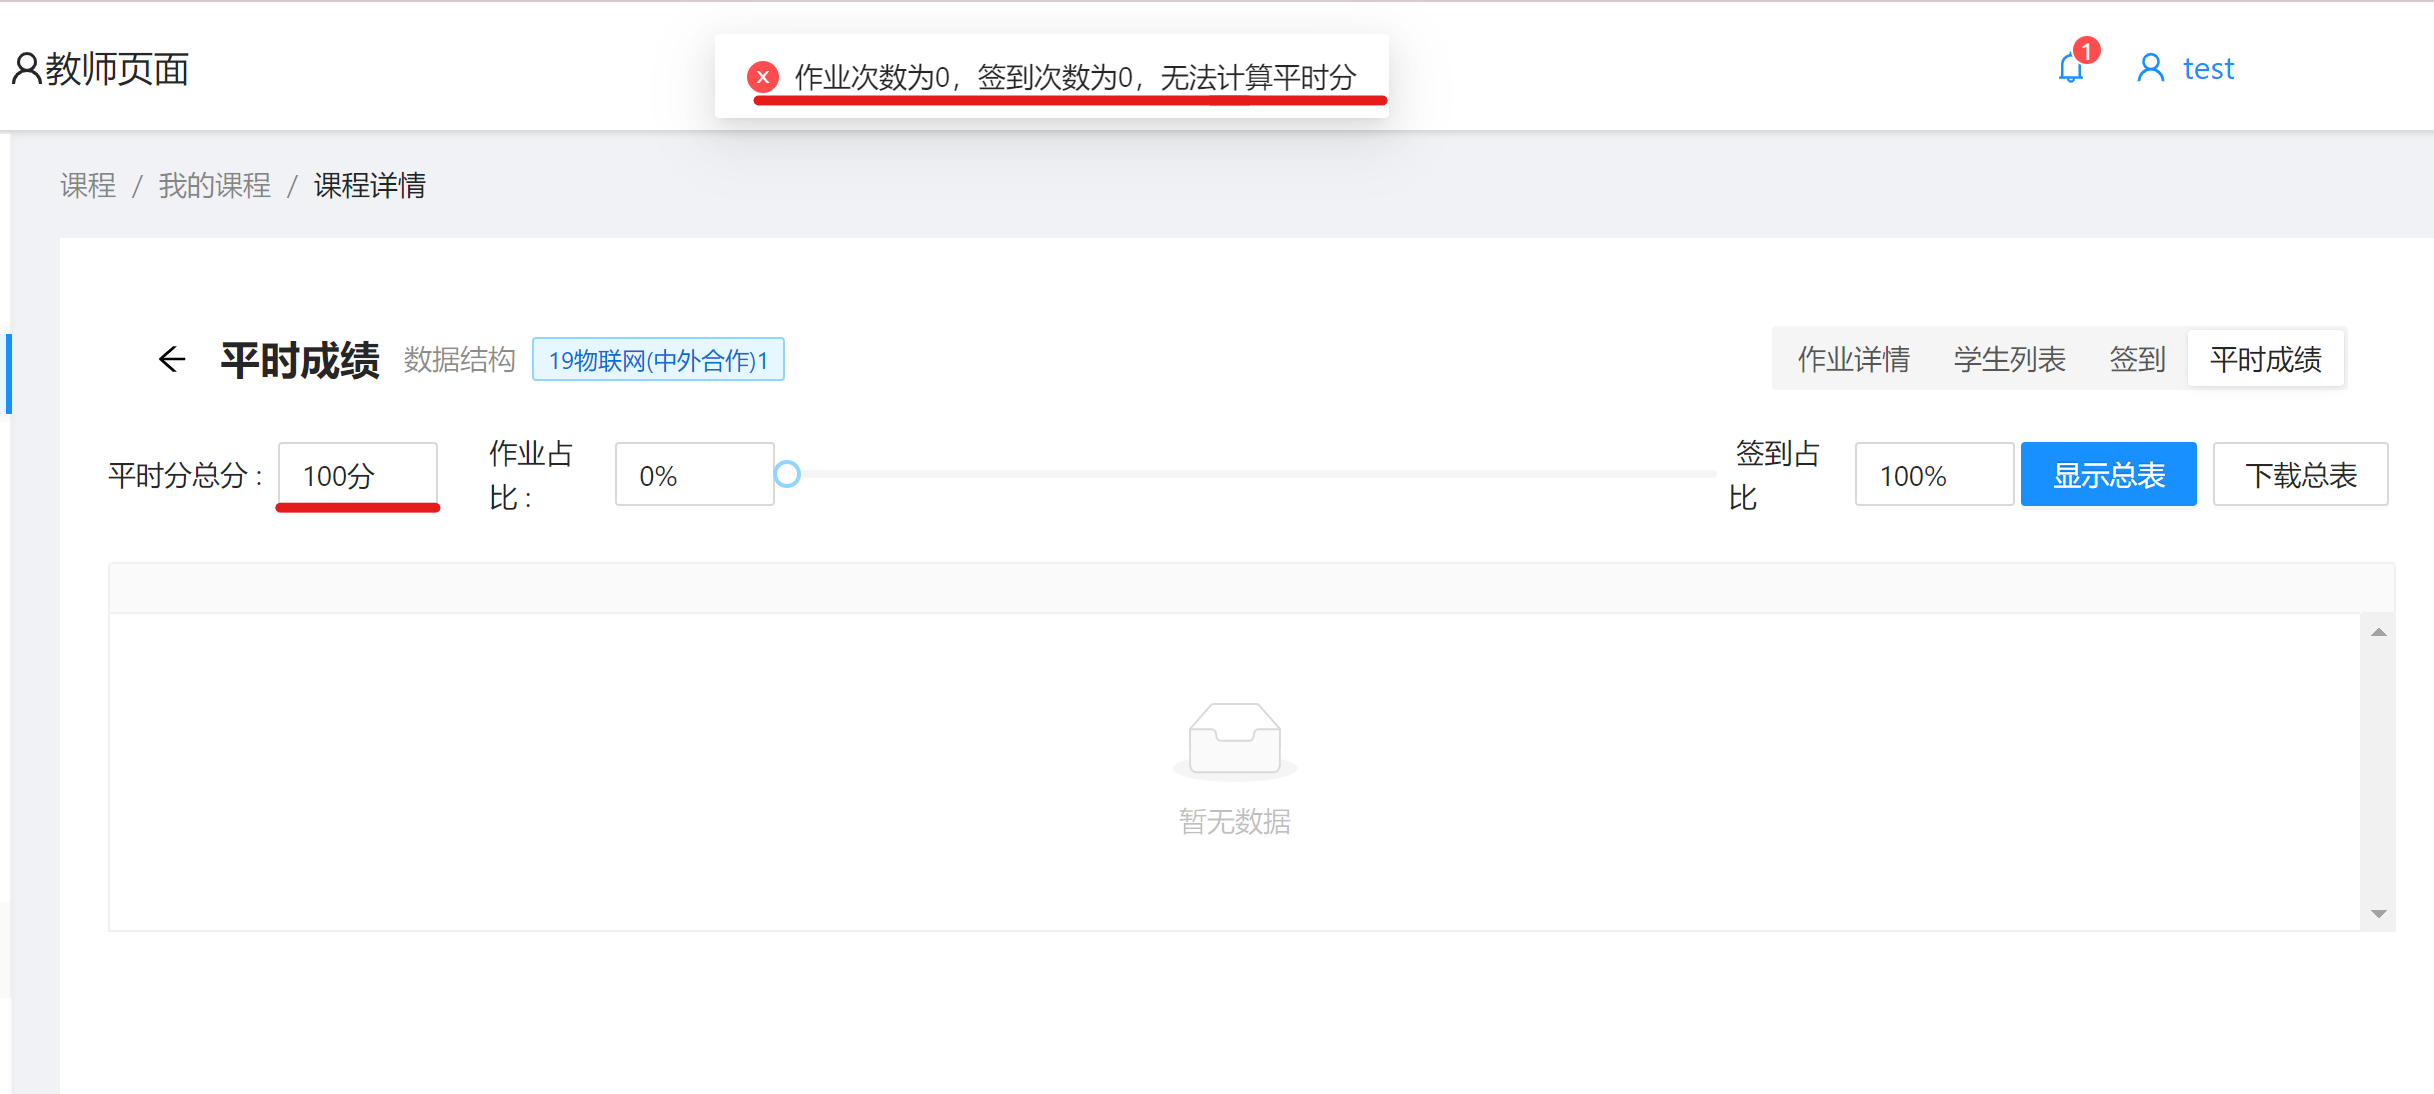 教师页面
作业次数为0，签到次数为0，无法计算平时分
1
test
课程 / 我的课程 / 课程详情
平时成绩 数据结构 19物联网(中外合作)1
作业详情 学生列表 签到 平时成绩
平时分总分： 100分
作业占
比： 0%
签到占
比 100%
显示总表 下载总表
暂无数据